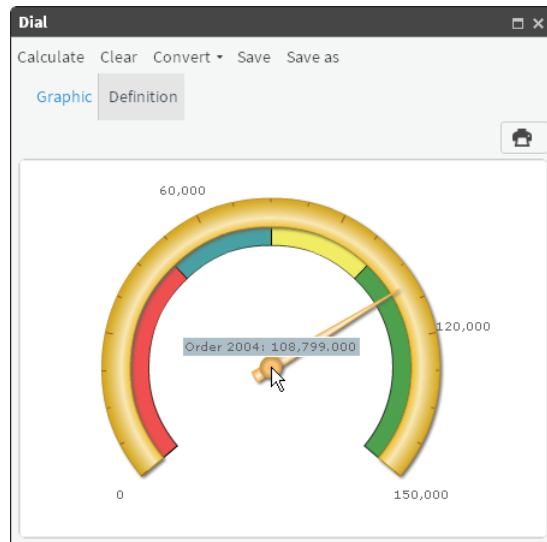 Dial
Calculate Clear Convert Save Save as
Graphic Definition
60,000
120,000
Order 2004: 108,799.000
0 150,000